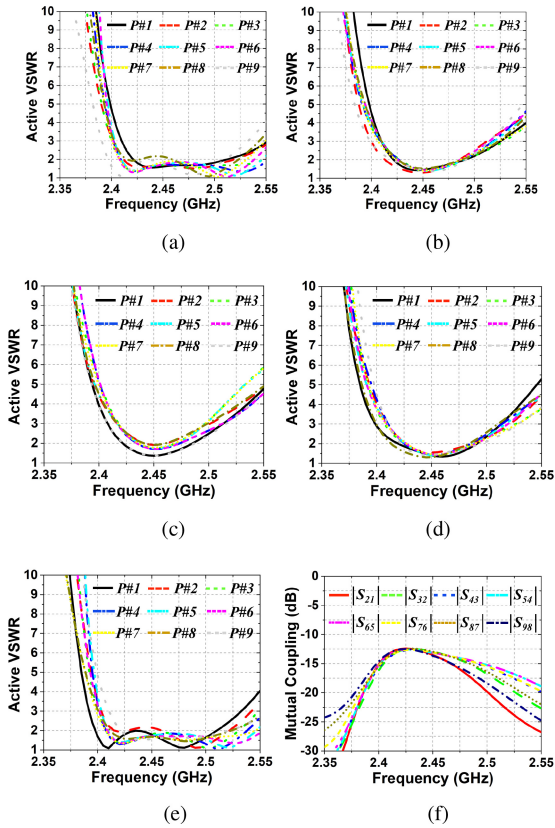 10
9
8
7
6
5
4
3
2
1
Active VSWR
P#1 P#2 P#3
P#4 P#5 P#6
P#7 P#8 P#9
2.35 2.4 2.45 2.5 2.55
Frequency (GHz)
(a)
10
9
8
7
6
5
4
3
2
1
Active VSWR
P#1 P#2 P#3
P#4 P#5 P#6
P#7 P#8 P#9
2.35 2.4 2.45 2.5 2.55
Frequency (GHz)
(b)
10
9
8
7
6
5
4
3
2
1
Active VSWR
P#1 P#2 P#3
P#4 P#5 P#6
P#7 P#8 P#9
2.35 2.4 2.45 2.5 2.55
Frequency (GHz)
(c)
10
9
8
7
6
5
4
3
2
1
Active VSWR
P#1 P#2 P#3
P#4 P#5 P#6
P#7 P#8 P#9
2.35 2.4 2.45 2.5 2.55
Frequency (GHz)
(d)
10
9
8
7
6
5
4
3
2
1
Active VSWR
P#1 P#2 P#3
P#4 P#5 P#6
P#7 P#8 P#9
2.35 2.4 2.45 2.5 2.55
Frequency (GHz)
(e)
0
-5
-10
-15
-20
-25
-30
Mutual Coupling (dB)
|S21| |S32| |S43| |S54|
|S65| |S76| |S87| |S98|
2.35 2.4 2.45 2.5 2.55
Frequency (GHz)
(f)